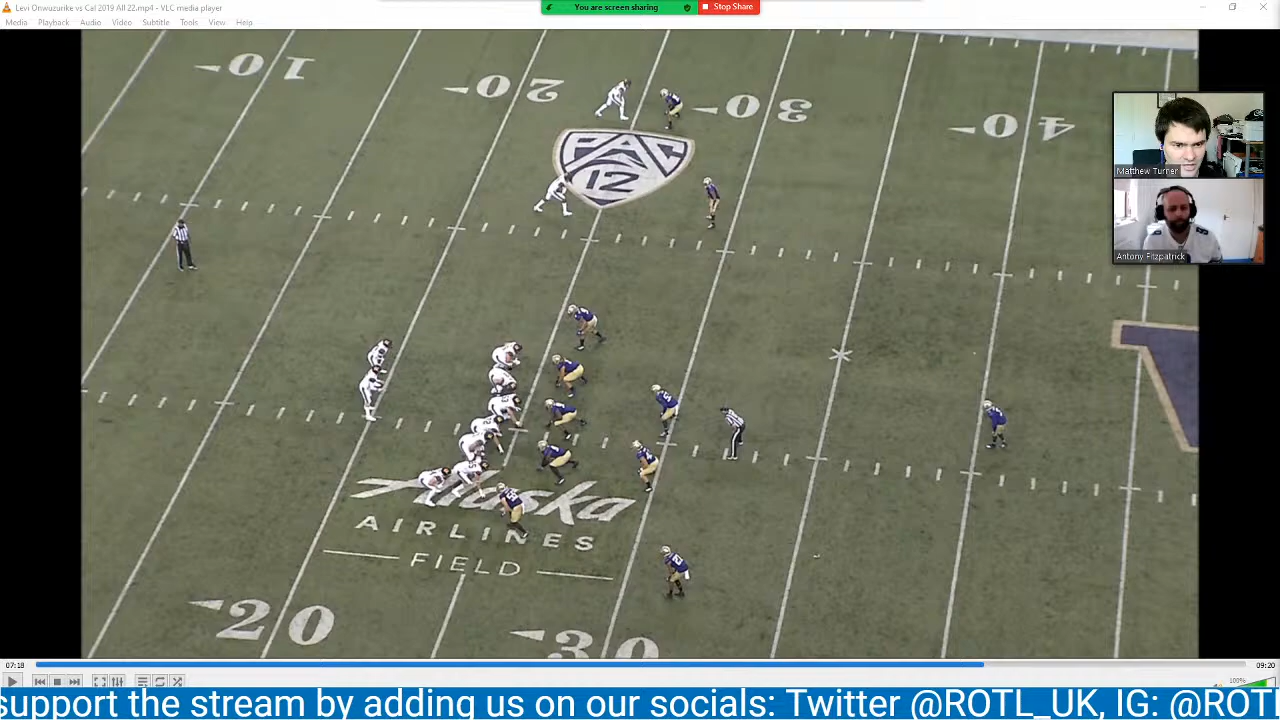 Levi Onwuzurike vs Cal 2019 All 22.mp4 - VLC media player
You are screen sharing
Stop Share
Media Playback Audio Video Subtitle Tools View Help
10
20
30
40
PAC
12
Matthew Turner
Antony Fitzpatrick
Alaska
AIRLINES
FIELD
20
30
07:18
09:20
100%
support the stream by adding us on our socials: Twitter @ROTL_UK, IG: @ROTL